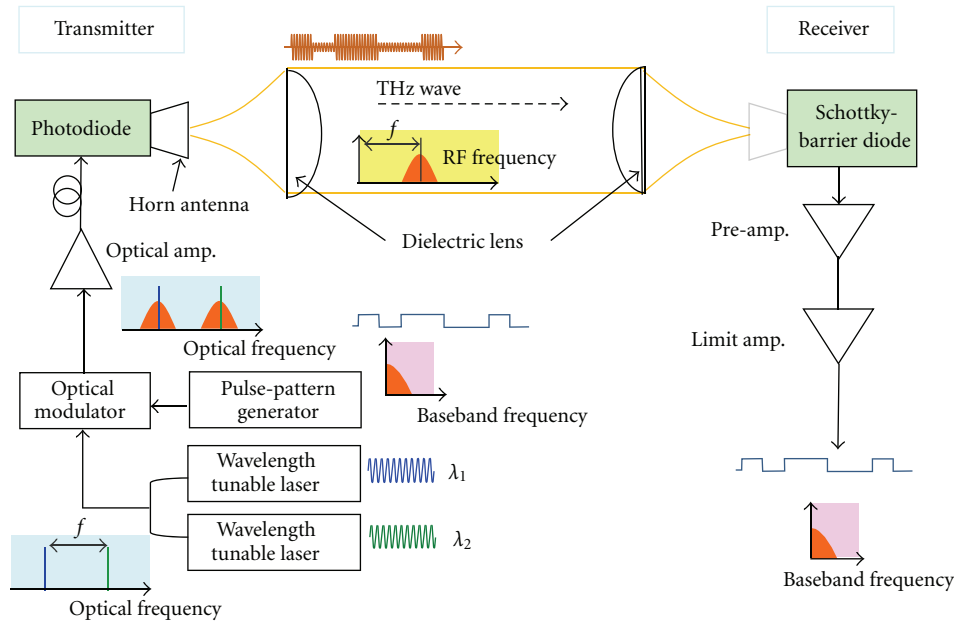 Transmitter
Receiver
THz wave
Photodiode
f
RF frequency
Schottky-
barrier diode
Horn antenna
Dielectric lens
Pre-amp.
Optical amp.
Optical frequency
Limit amp.
Optical
modulator
Pulse-pattern
generator
Baseband frequency
Wavelength
tunable laser
λ1
Wavelength
tunable laser
λ2
f
Optical frequency
Baseband frequency